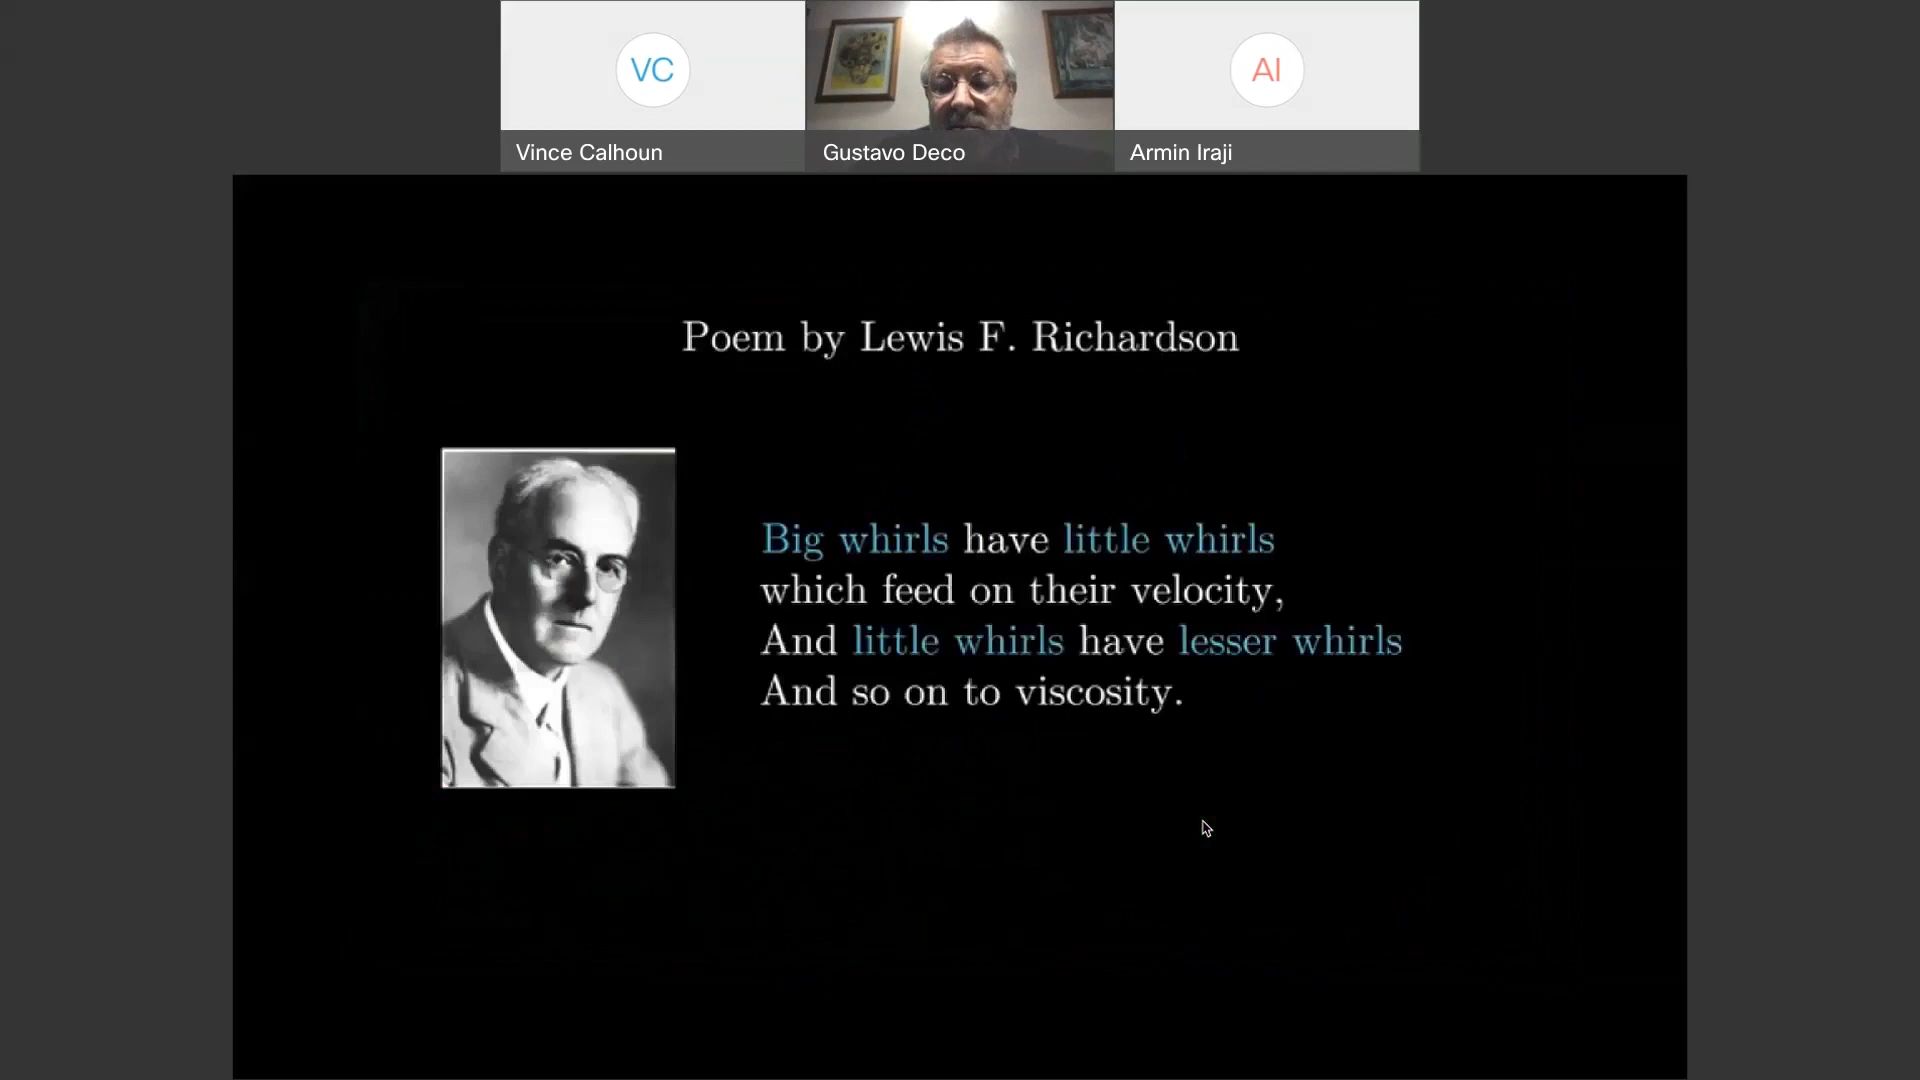 VC
AI
Vince Calhoun
Gustavo Deco
Armin Iraji
Poem by Lewis F. Richardson
Big whirls have little whirls
which feed on their velocity,
And little whirls have lesser whirls
And so on to viscosity.